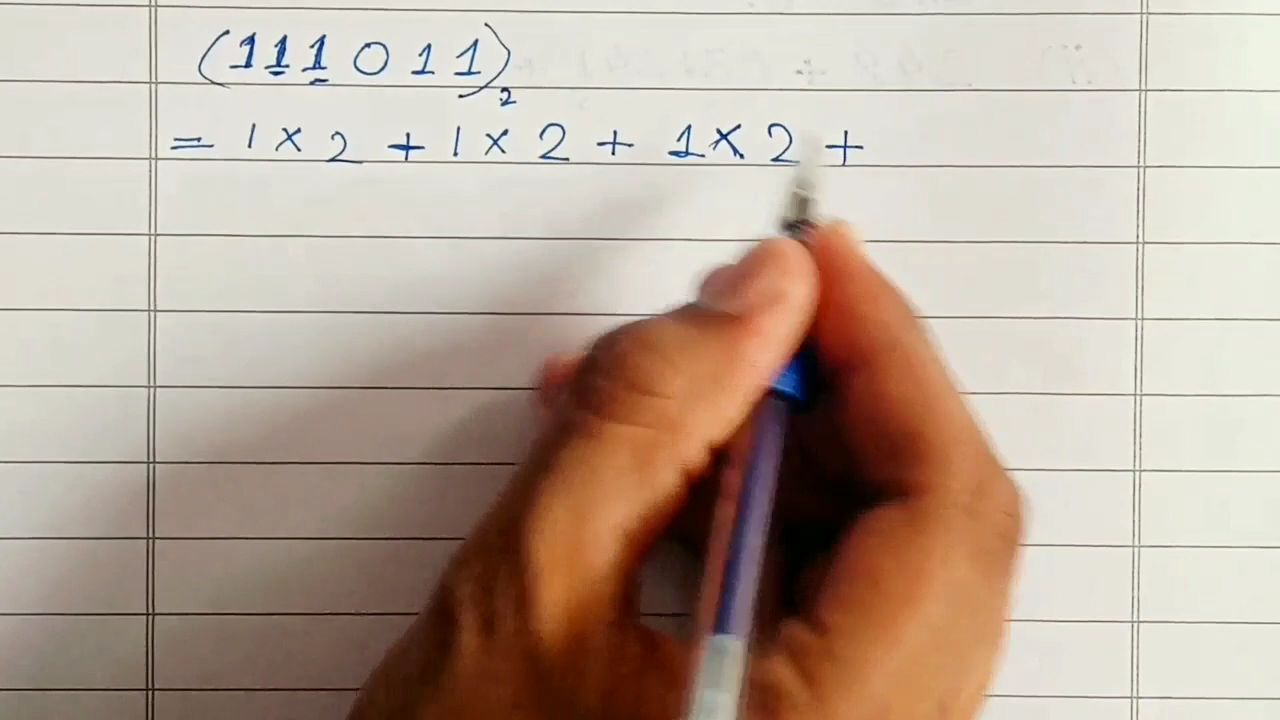 (111011)₂
= 1 × 2 + 1 × 2 + 1 × 2 +